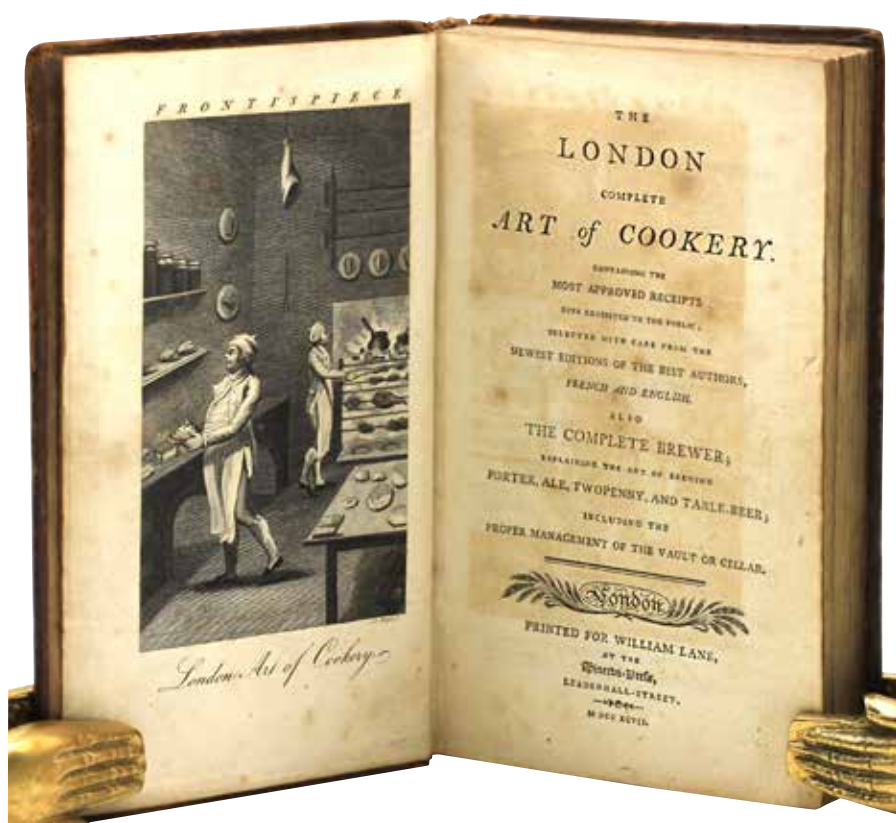 FRONTISPIECE
London Art of Cookery
THE
LONDON
COMPLETE
ART of COOKERY.
CONTAINING THE
MOST APPROVED RECEIPTS
EVER EXHIBITED TO THE PUBLIC;
SELECTED WITH CARE FROM THE
NEWEST EDITIONS OF THE BEST AUTHORS,
FRENCH AND ENGLISH.
ALSO
THE COMPLETE BREWER;
EXPLAINING THE ART OF BREWING
PORTER, ALE, TWOPENNY, AND TABLE-BEER;
INCLUDING THE
PROPER MANAGEMENT OF THE VAULT OR CELLAR.
London
PRINTED FOR WILLIAM LANE,
AT THE
Minerva-Press,
LEADENHALL-STREET.
M DCC XCVII.